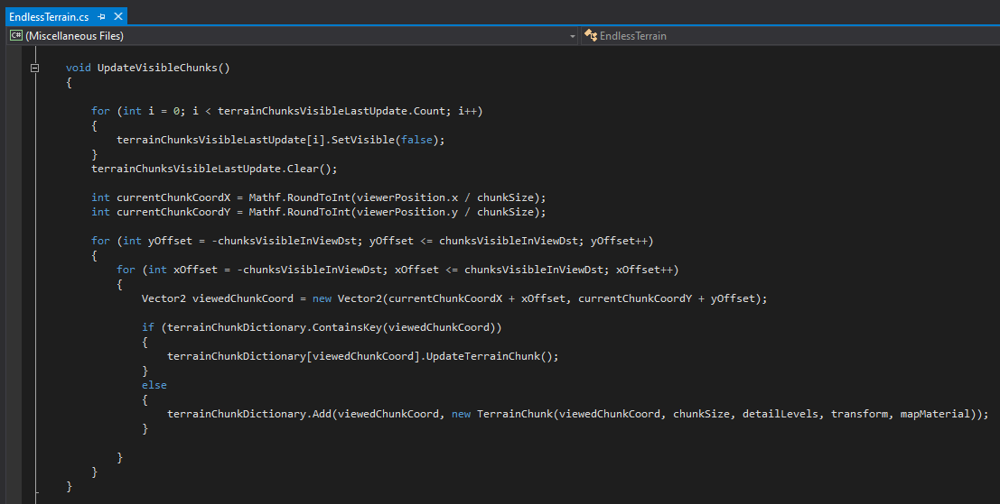 EndlessTerrain.cs
C# (Miscellaneous Files) EndlessTerrain
void UpdateVisibleChunks()
{
for (int i = 0; i < terrainChunksVisibleLastUpdate.Count; i++)
{
terrainChunksVisibleLastUpdate[i].SetVisible(false);
}
terrainChunksVisibleLastUpdate.Clear();
int currentChunkCoordX = Mathf.RoundToInt(viewerPosition.x / chunkSize);
int currentChunkCoordY = Mathf.RoundToInt(viewerPosition.y / chunkSize);
for (int yOffset = -chunksVisibleInViewDst; yOffset <= chunksVisibleInViewDst; yOffset++)
{
for (int xOffset = -chunksVisibleInViewDst; xOffset <= chunksVisibleInViewDst; xOffset++)
{
Vector2 viewedChunkCoord = new Vector2(currentChunkCoordX + xOffset, currentChunkCoordY + yOffset);
if (terrainChunkDictionary.ContainsKey(viewedChunkCoord))
{
terrainChunkDictionary[viewedChunkCoord].UpdateTerrainChunk();
}
else
{
terrainChunkDictionary.Add(viewedChunkCoord, new TerrainChunk(viewedChunkCoord, chunkSize, detailLevels, transform, mapMaterial));
}
}
}
}